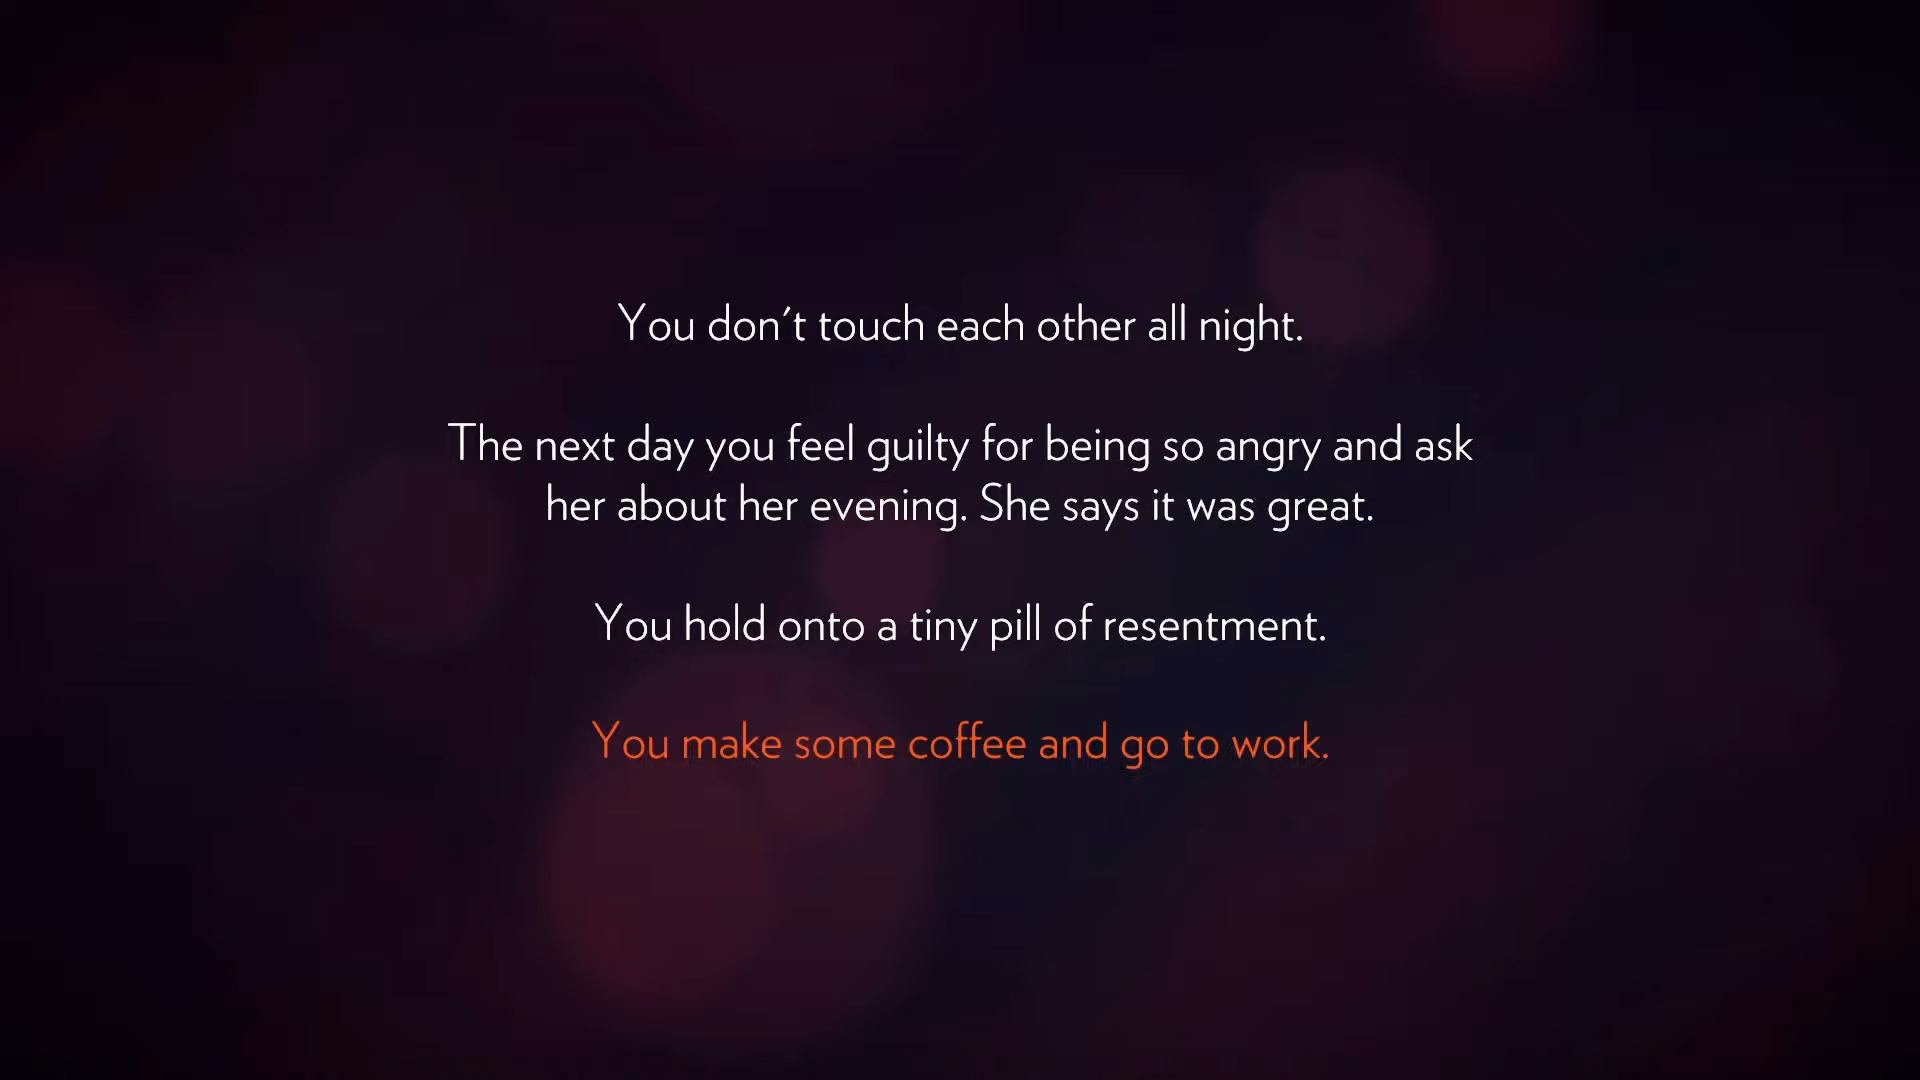 You don't touch each other all night.
The next day you feel guilty for being so angry and ask
her about her evening. She says it was great.
You hold onto a tiny pill of resentment.
You make some coffee and go to work.